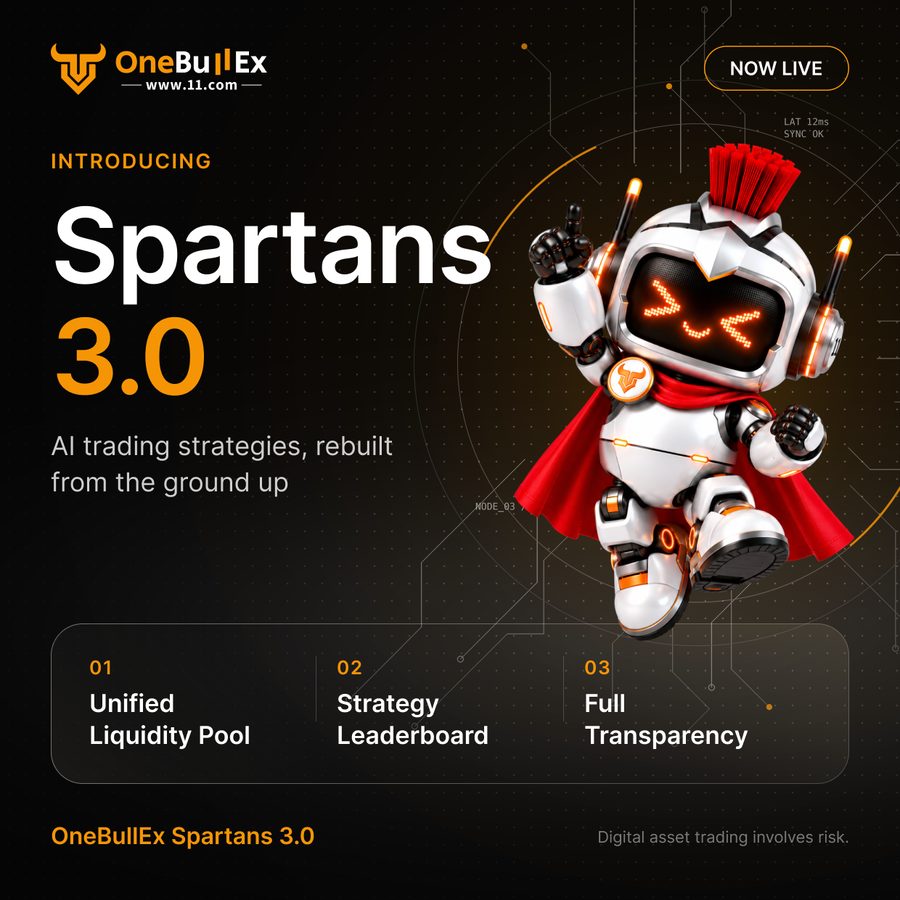 OneBullEx
www.11.com
NOW LIVE
LAT 12ms
SYNC OK
INTRODUCING
Spartans
3.0
AI trading strategies, rebuilt
from the ground up
NODE_03 /
01
Unified
Liquidity Pool
02
Strategy
Leaderboard
03
Full
Transparency
OneBullEx Spartans 3.0
Digital asset trading involves risk.